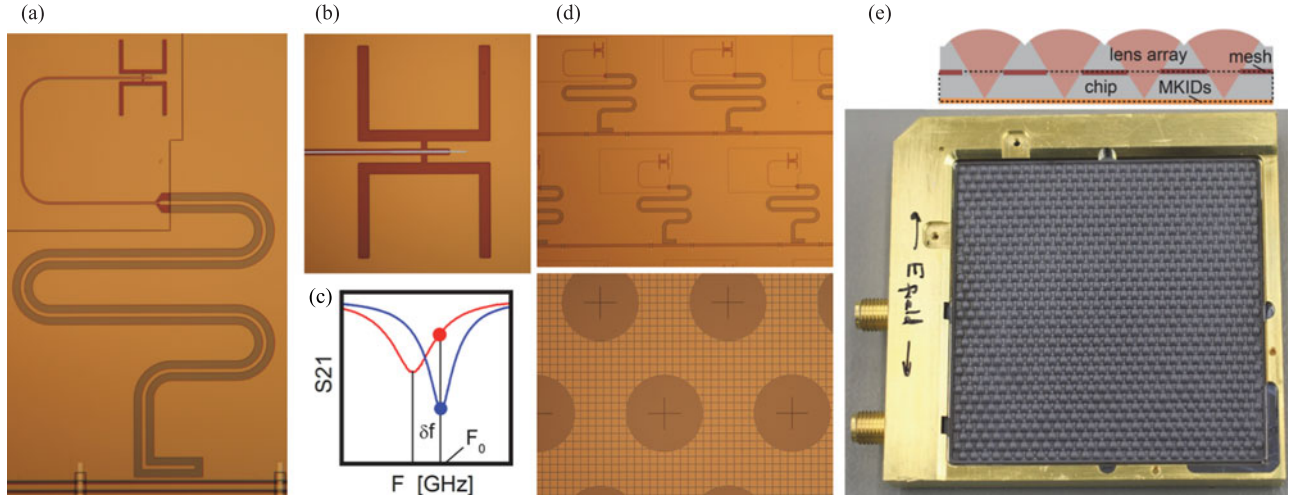 (a)
(b)
(c)
S21
δf
F₀
F [GHz]
(d)
(e)
lens array
mesh
chip
MKIDs
← E field →